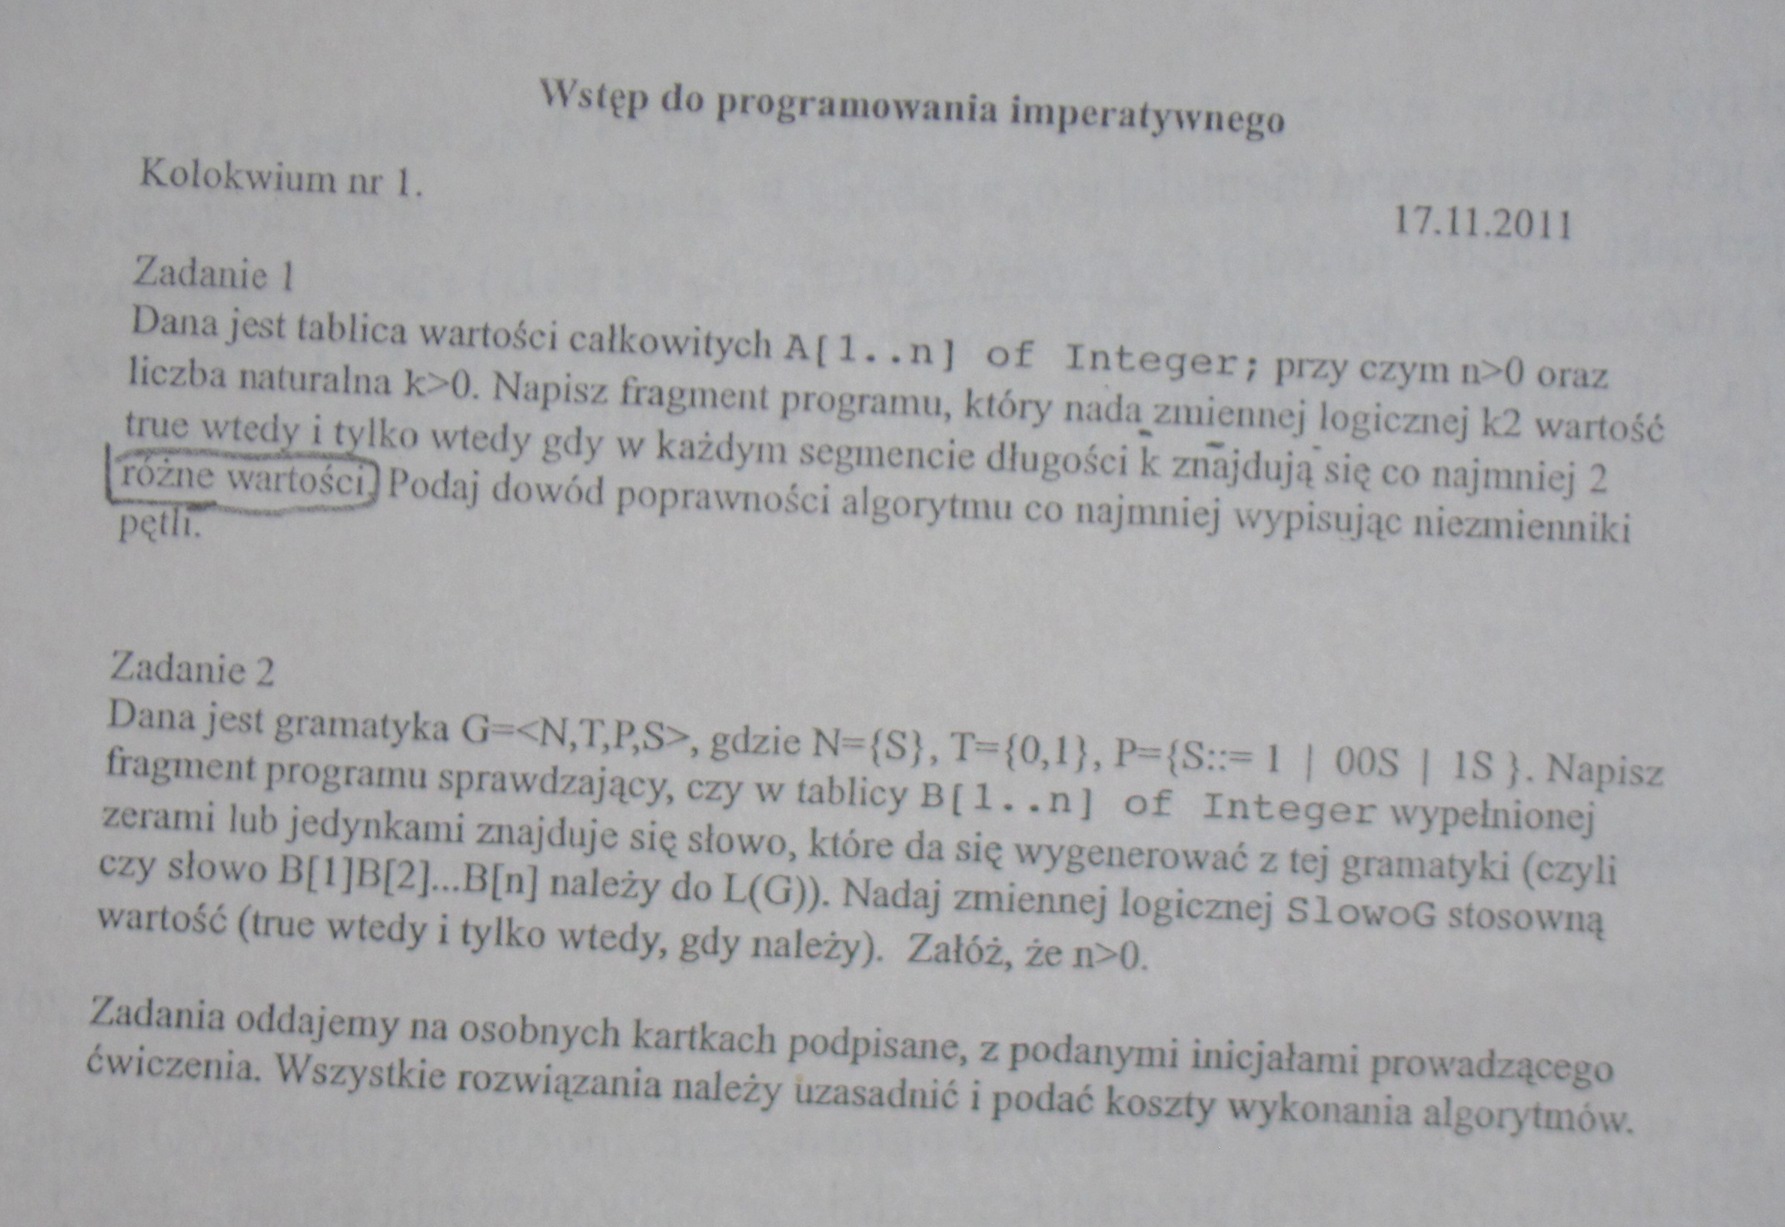 Wstęp do programowania imperatywnego
Kolokwium nr 1.
17.11.2011
Zadanie 1
Dana jest tablica wartości całkowitych A[1..n] of Integer; przy czym n>0 oraz
liczba naturalna k>0. Napisz fragment programu, który nada zmiennej logicznej k2 wartość
true wtedy i tylko wtedy gdy w każdym segmencie długości k znajdują się co najmniej 2
różne wartości. Podaj dowód poprawności algorytmu co najmniej wypisując niezmienniki
pętli.
Zadanie 2
Dana jest gramatyka G=<N,T,P,S>, gdzie N={S}, T={0,1}, P={S::= 1 | 00S | 1S }. Napisz
fragment programu sprawdzający, czy w tablicy B[1..n] of Integer wypełnionej
zerami lub jedynkami znajduje się słowo, które da się wygenerować z tej gramatyki (czyli
czy słowo B[1]B[2]...B[n] należy do L(G)). Nadaj zmiennej logicznej SlowoG stosowną
wartość (true wtedy i tylko wtedy, gdy należy). Załóż, że n>0.
Zadania oddajemy na osobnych kartkach podpisane, z podanymi inicjałami prowadzącego
ćwiczenia. Wszystkie rozwiązania należy uzasadnić i podać koszty wykonania algorytmów.